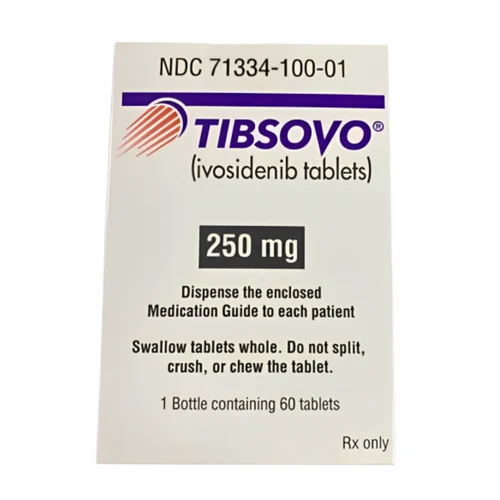 NDC 71334-100-01
TIBSOVO®
(ivosidenib tablets)
250 mg
Dispense the enclosed
Medication Guide to each patient
Swallow tablets whole. Do not split,
crush, or chew the tablet.
1 Bottle containing 60 tablets
Rx only